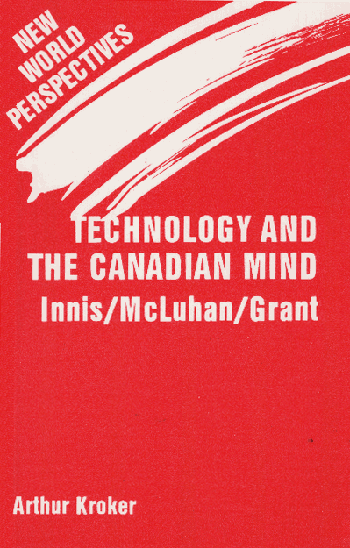 NEW
WORLD
PERSPECTIVES
TECHNOLOGY AND
THE CANADIAN MIND
Innis/McLuhan/Grant
Arthur Kroker